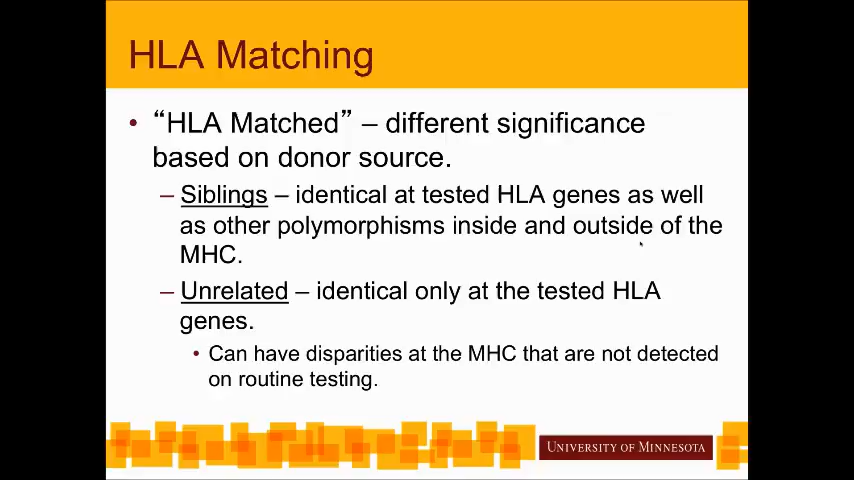 HLA Matching
• “HLA Matched” – different significance
based on donor source.
– Siblings – identical at tested HLA genes as well
as other polymorphisms inside and outside of the
MHC.
– Unrelated – identical only at the tested HLA
genes.
• Can have disparities at the MHC that are not detected
on routine testing.
UNIVERSITY OF MINNESOTA